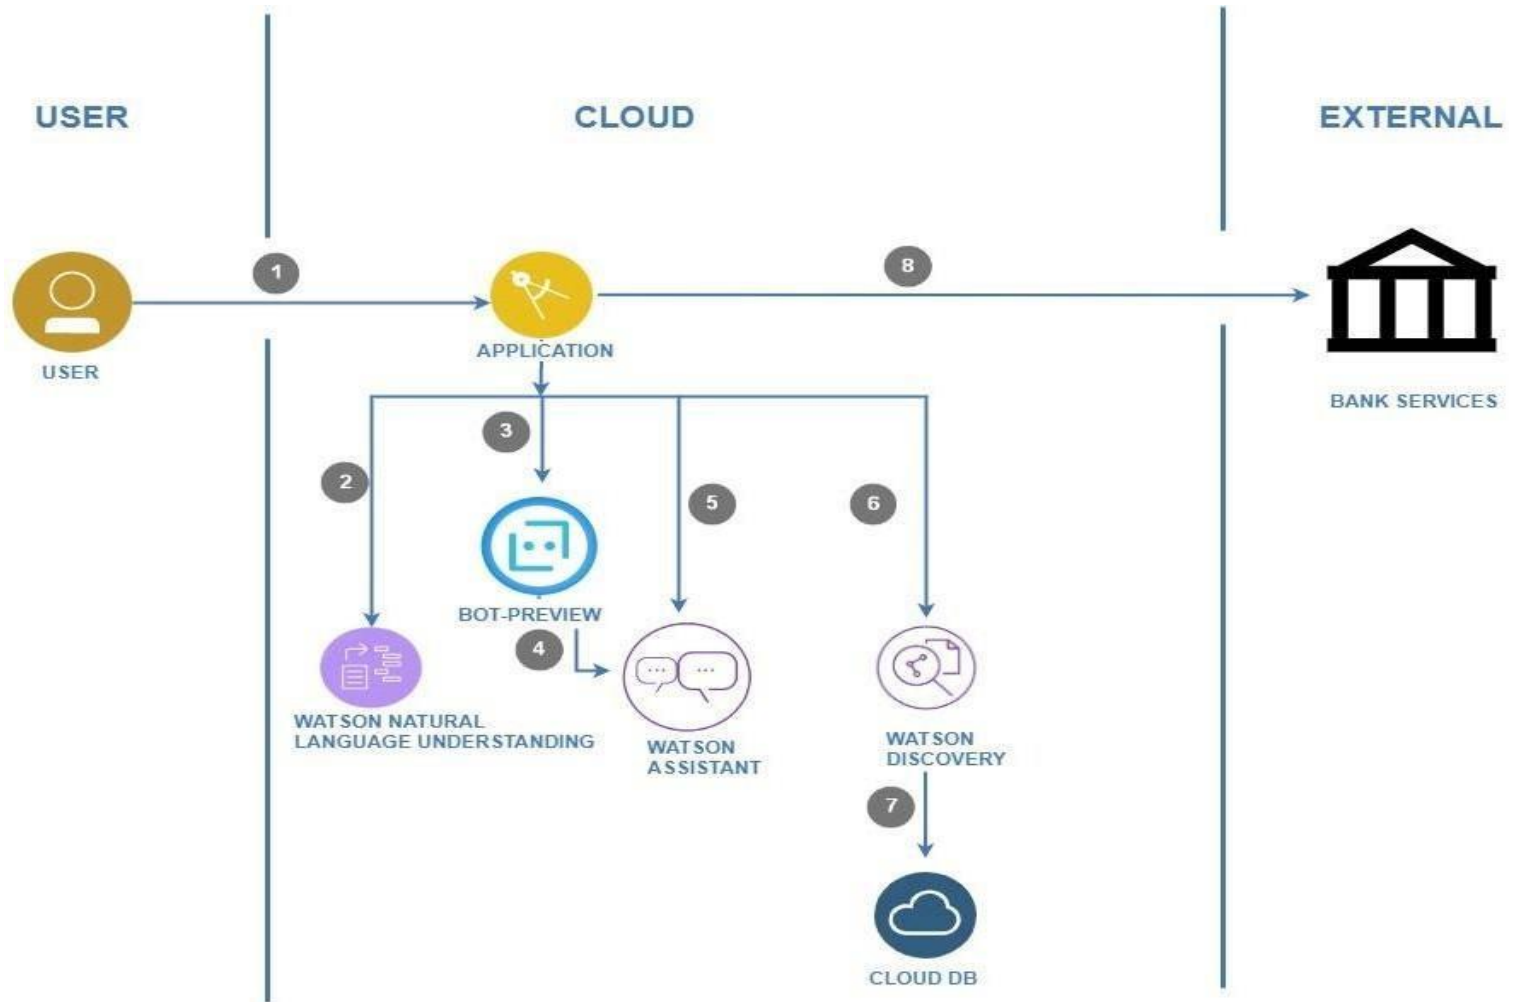 USER
CLOUD
EXTERNAL
1
8
USER
APPLICATION
BANK SERVICES
2
3
5
6
BOT-PREVIEW
4
WATSON NATURAL
LANGUAGE UNDERSTANDING
WATSON
ASSISTANT
WATSON
DISCOVERY
7
CLOUD DB